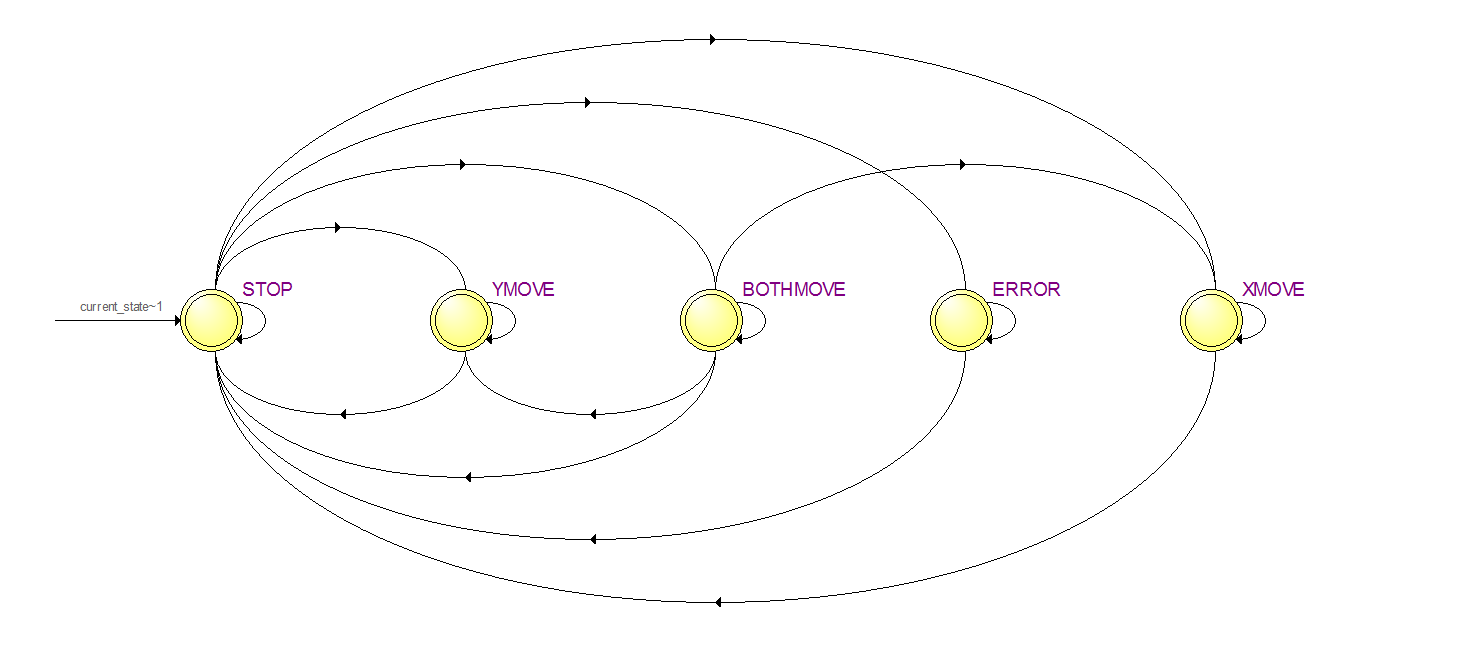 STOP
YMOVE
BOTHMOVE
ERROR
XMOVE
current_state~1